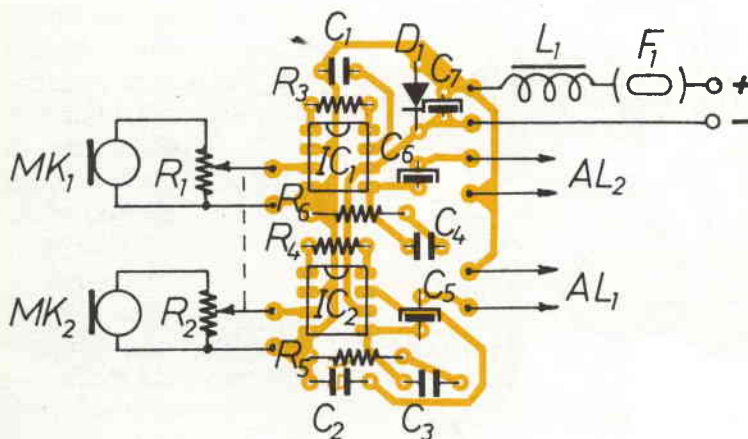 C1
D1
L1
F1
R3
C7
+
−
MK1
R1
IC1
C6
AL2
R6
C4
R4
MK2
R2
IC2
C5
AL1
R5
C2
C3